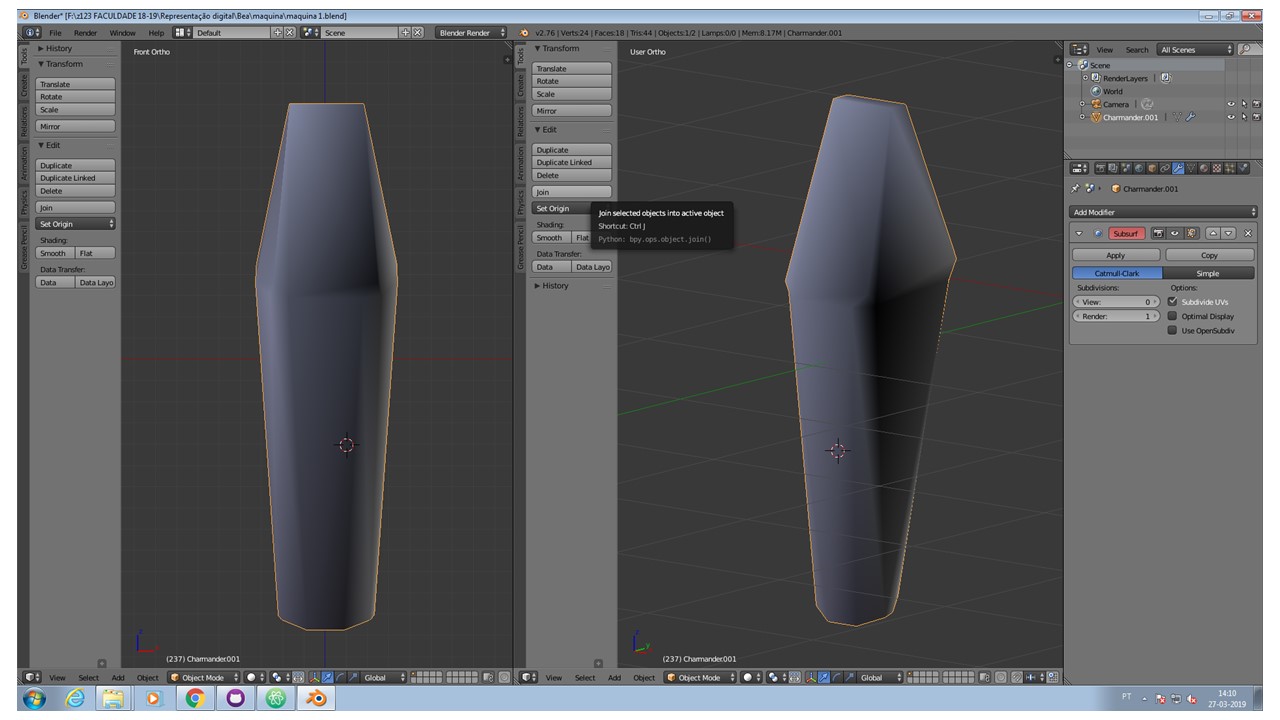 Blender* [F:\z123 FACULDADE 18-19\Representação digital\Bea\maquina\maquina 1.blend]
File Render Window Help Default Scene Blender Render v2.76 | Verts:24 | Faces:18 | Tris:44 | Objects:1/2 | Lamps:0/0 | Mem:8.17M | Charmander.001
Tools
Create
Relations
Animation
Physics
Grease Pencil
History
Transform
Translate
Rotate
Scale
Mirror
Edit
Duplicate
Duplicate Linked
Delete
Join
Set Origin
Shading:
Smooth Flat
Data Transfer:
Data Data Layo
Front Ortho
(237) Charmander.001
View Select Add Object Object Mode Global
Tools
Create
Relations
Animation
Physics
Grease Pencil
Transform
Translate
Rotate
Scale
Mirror
Edit
Duplicate
Duplicate Linked
Delete
Join
Set Origin
Shading:
Smooth Flat
Data Transfer:
Data Data Layo
History
Join selected objects into active object
Shortcut: Ctrl J
Python: bpy.ops.object.join()
User Ortho
(237) Charmander.001
View Select Add Object Object Mode Global
View Search All Scenes
Scene
RenderLayers
World
Camera
Charmander.001
Charmander.001
Add Modifier
Subsurf
Apply Copy
Catmull-Clark Simple
Subdivisions: Options:
View: 0 Subdivide UVs
Render: 1 Optimal Display
Use OpenSubdiv
PT
14:10
27-03-2019